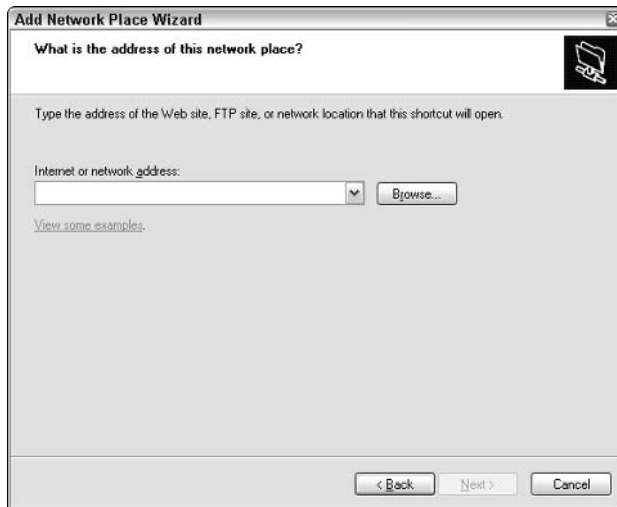 Add Network Place Wizard
What is the address of this network place?
Type the address of the Web site, FTP site, or network location that this shortcut will open.
Internet or network address:
Browse...
View some examples.
< Back Next > Cancel